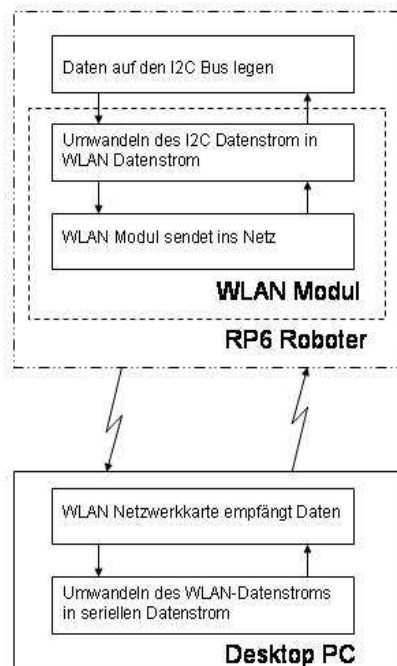 Daten auf den I2C Bus legen
Umwandeln des I2C Datenstrom in
WLAN Datenstrom
WLAN Modul sendet ins Netz
WLAN Modul
RP6 Roboter
WLAN Netzwerkkarte empfängt Daten
Umwandeln des WLAN-Datenstroms
in seriellen Datenstrom
Desktop PC